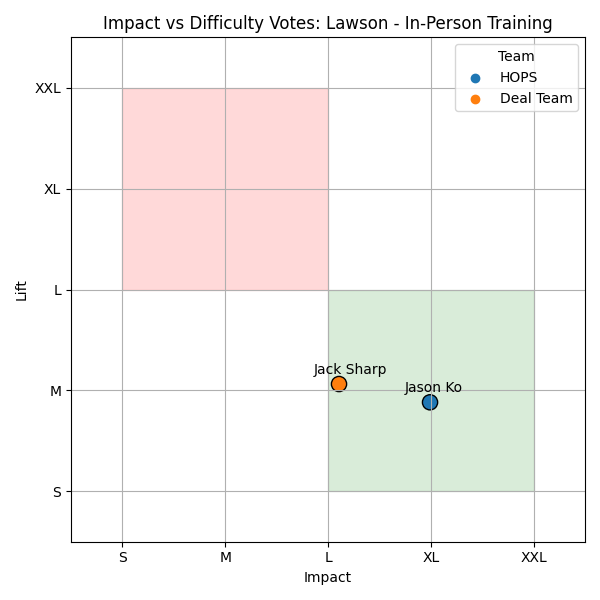 Impact vs Difficulty Votes: Lawson - In-Person Training
Team
HOPS
Deal Team
XXL
XL
L
M
S
Lift
Jack Sharp
Jason Ko
S
M
L
XL
XXL
Impact